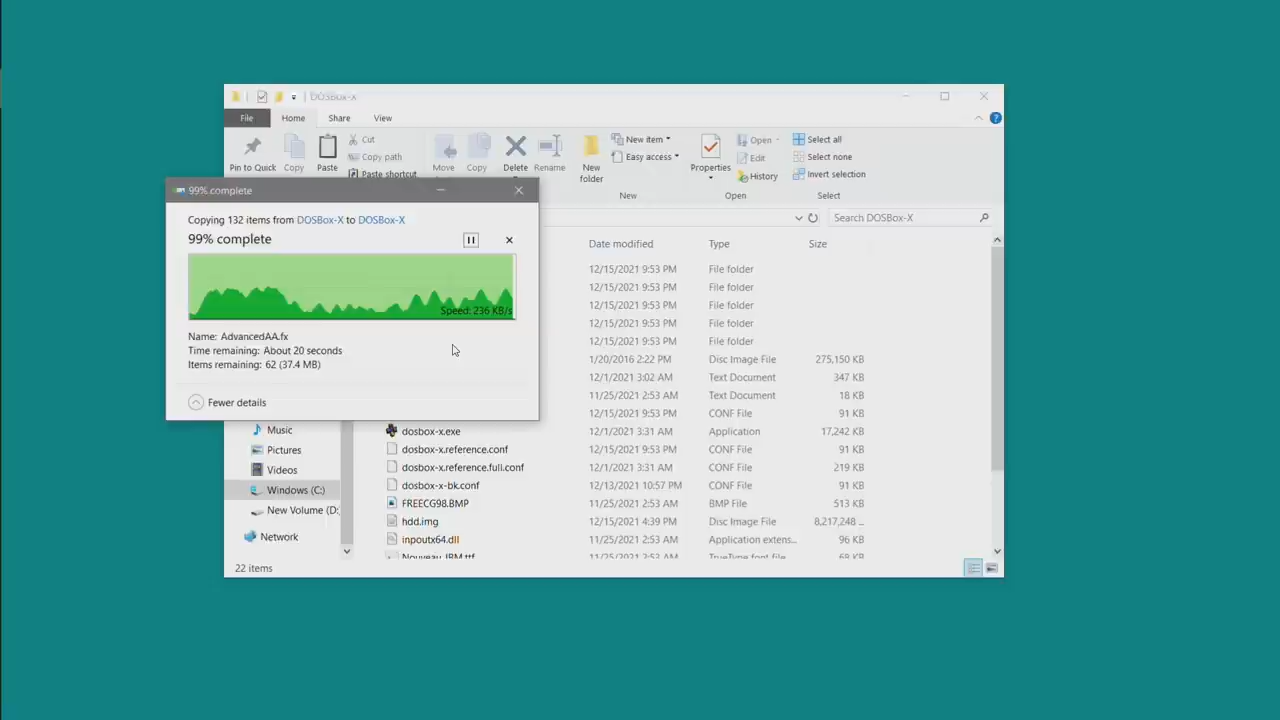 DOSBox-X
File Home Share View
Pin to Quick
Copy
Paste
Cut
Copy path
Paste shortcut
Move
Copy
Delete
Rename
New
folder
New item
Easy access
New
Properties
Open
Edit
History
Open
Select all
Select none
Invert selection
Select
99% complete
Copying 132 items from DOSBox-X to DOSBox-X
99% complete
Speed: 236 KB/s
Name: AdvancedAA.fx
Time remaining: About 20 seconds
Items remaining: 62 (37.4 MB)
Fewer details
Search DOSBox-X
Date modified Type Size
12/15/2021 9:53 PM File folder
12/15/2021 9:53 PM File folder
12/15/2021 9:53 PM File folder
12/15/2021 9:53 PM File folder
12/15/2021 9:53 PM File folder
1/20/2016 2:22 PM Disc Image File 275,150 KB
12/1/2021 3:02 AM Text Document 347 KB
11/25/2021 2:53 AM Text Document 18 KB
12/15/2021 9:53 PM CONF File 91 KB
dosbox-x.exe 12/1/2021 3:31 AM Application 17,242 KB
dosbox-x.reference.conf 12/15/2021 9:53 PM CONF File 91 KB
dosbox-x.reference.full.conf 12/1/2021 3:31 AM CONF File 219 KB
dosbox-x-bk.conf 12/13/2021 10:57 PM CONF File 91 KB
FREECG98.BMP 11/25/2021 2:53 AM BMP File 513 KB
hdd.img 12/15/2021 4:39 PM Disc Image File 8,217,248 ...
inpoutx64.dll 11/25/2021 2:53 AM Application extens... 96 KB
Nouveau_IBM.ttf 11/25/2021 2:53 AM TrueType font file 68 KB
Music
Pictures
Videos
Windows (C:)
New Volume (D:
Network
22 items